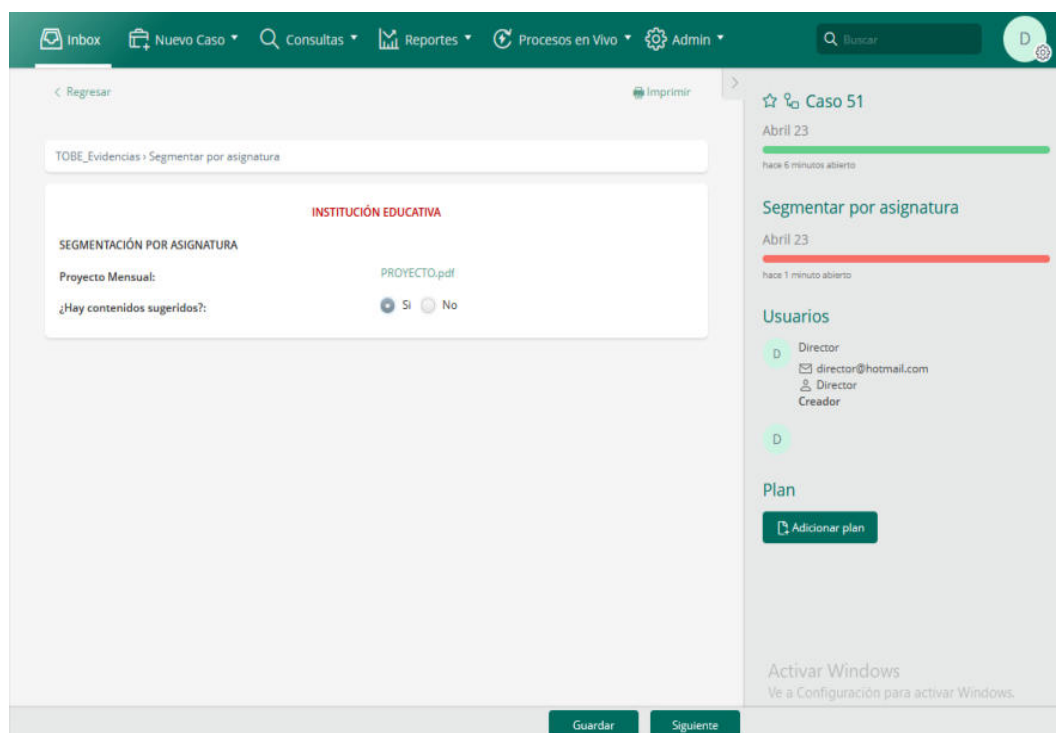 Inbox Nuevo Caso Consultas Reportes Procesos en Vivo Admin Buscar D
Regresar Imprimir
TOBE_Evidencias › Segmentar por asignatura
INSTITUCIÓN EDUCATIVA
SEGMENTACIÓN POR ASIGNATURA
Proyecto Mensual: PROYECTO.pdf
¿Hay contenidos sugeridos?: Si No
Caso 51
Abril 23
hace 6 minutos abierto
Segmentar por asignatura
Abril 23
hace 1 minuto abierto
Usuarios
D Director
director@hotmail.com
Director
Creador
D
Plan
Adicionar plan
Activar Windows
Ve a Configuración para activar Windows.
Guardar Siguiente